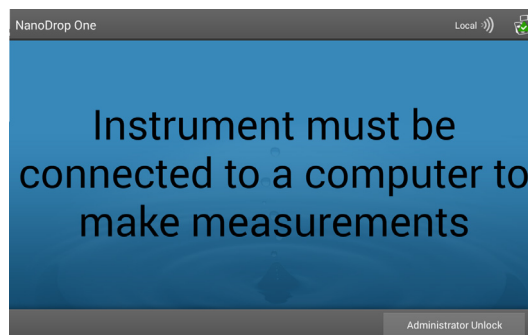 NanoDrop One
Local
Instrument must be
connected to a computer to
make measurements
Administrator Unlock